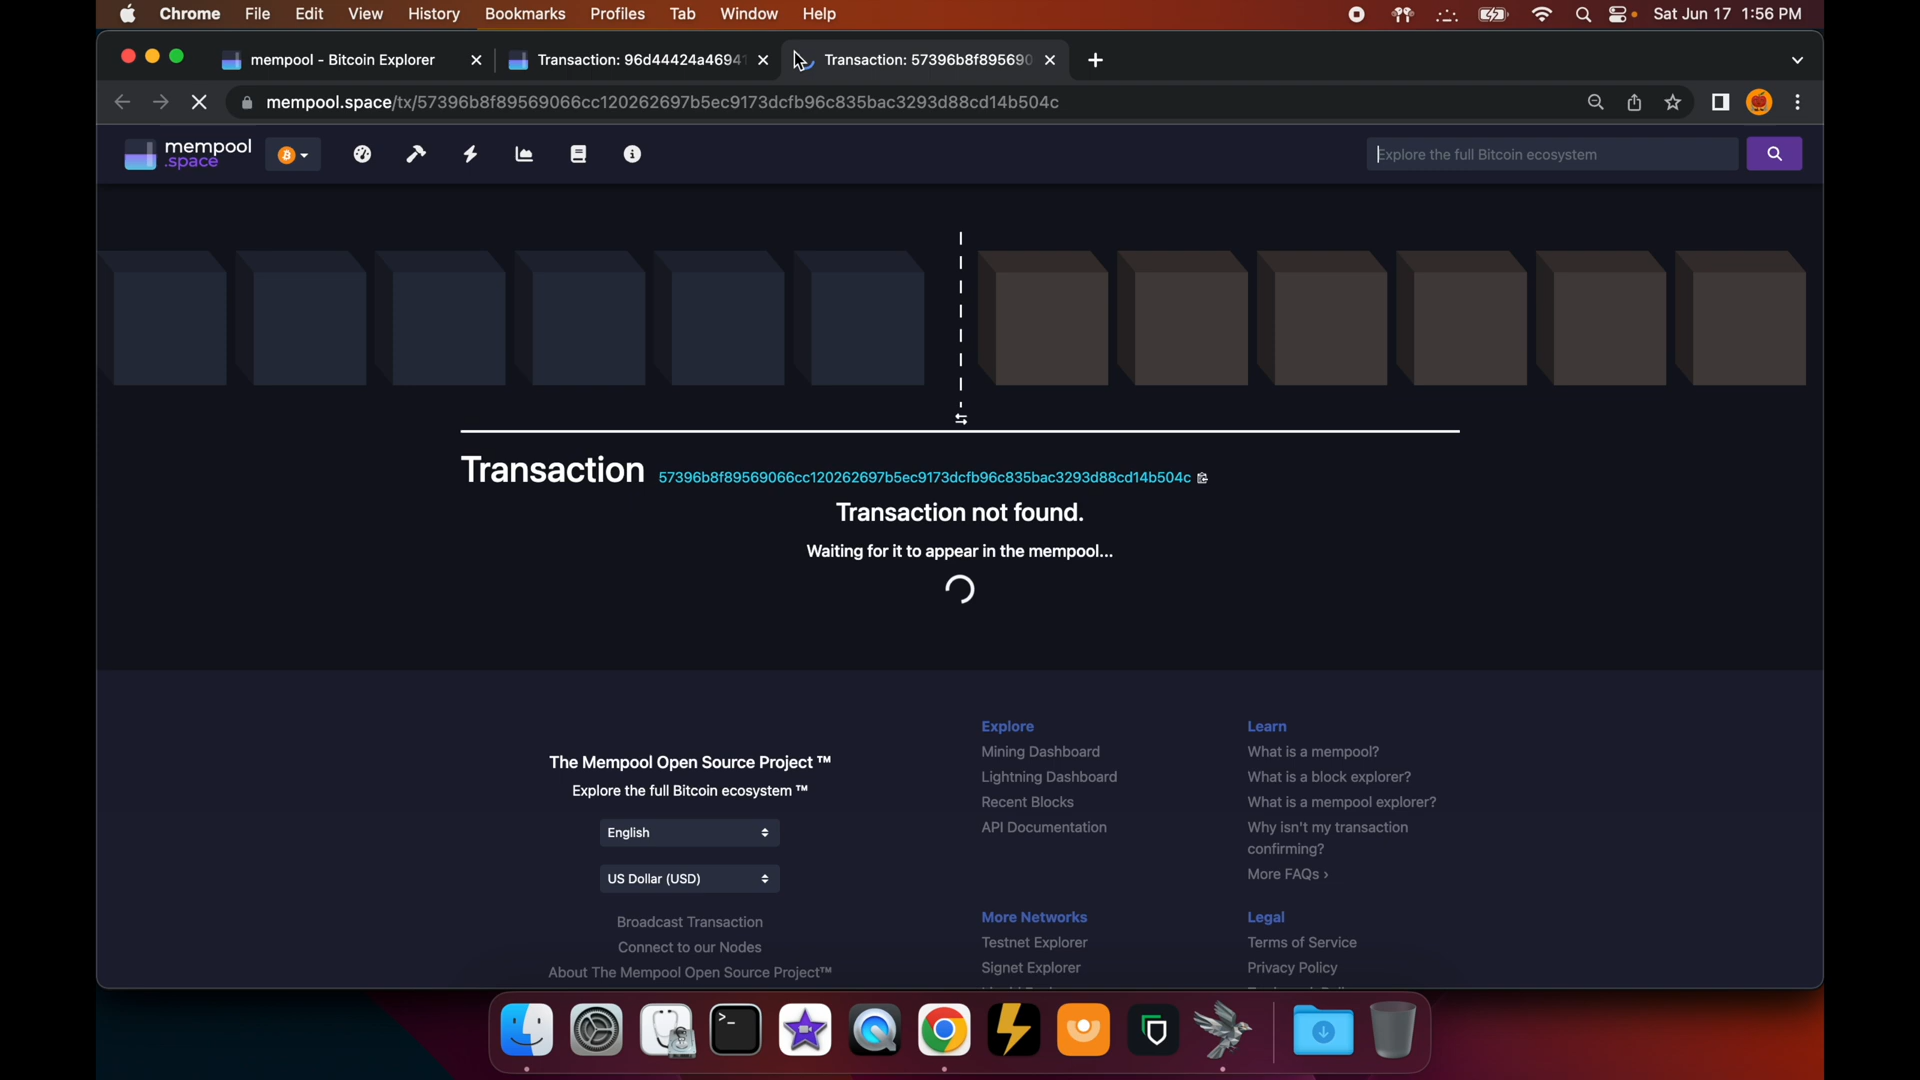 Chrome File Edit View History Bookmarks Profiles Tab Window Help Sat Jun 17 1:56 PM
mempool - Bitcoin Explorer Transaction: 96d44424a4694 Transaction: 57396b8f895690
mempool.space/tx/57396b8f89569066cc120262697b5ec9173dcfb96c835bac3293d88cd14b504c
mempool
.space
Explore the full Bitcoin ecosystem
Transaction 57396b8f89569066cc120262697b5ec9173dcfb96c835bac3293d88cd14b504c
Transaction not found.
Waiting for it to appear in the mempool...
The Mempool Open Source Project ™
Explore the full Bitcoin ecosystem ™
English
US Dollar (USD)
Broadcast Transaction
Connect to our Nodes
About The Mempool Open Source Project™
Explore
Mining Dashboard
Lightning Dashboard
Recent Blocks
API Documentation
Learn
What is a mempool?
What is a block explorer?
What is a mempool explorer?
Why isn't my transaction
confirming?
More FAQs ›
More Networks
Testnet Explorer
Signet Explorer
Legal
Terms of Service
Privacy Policy